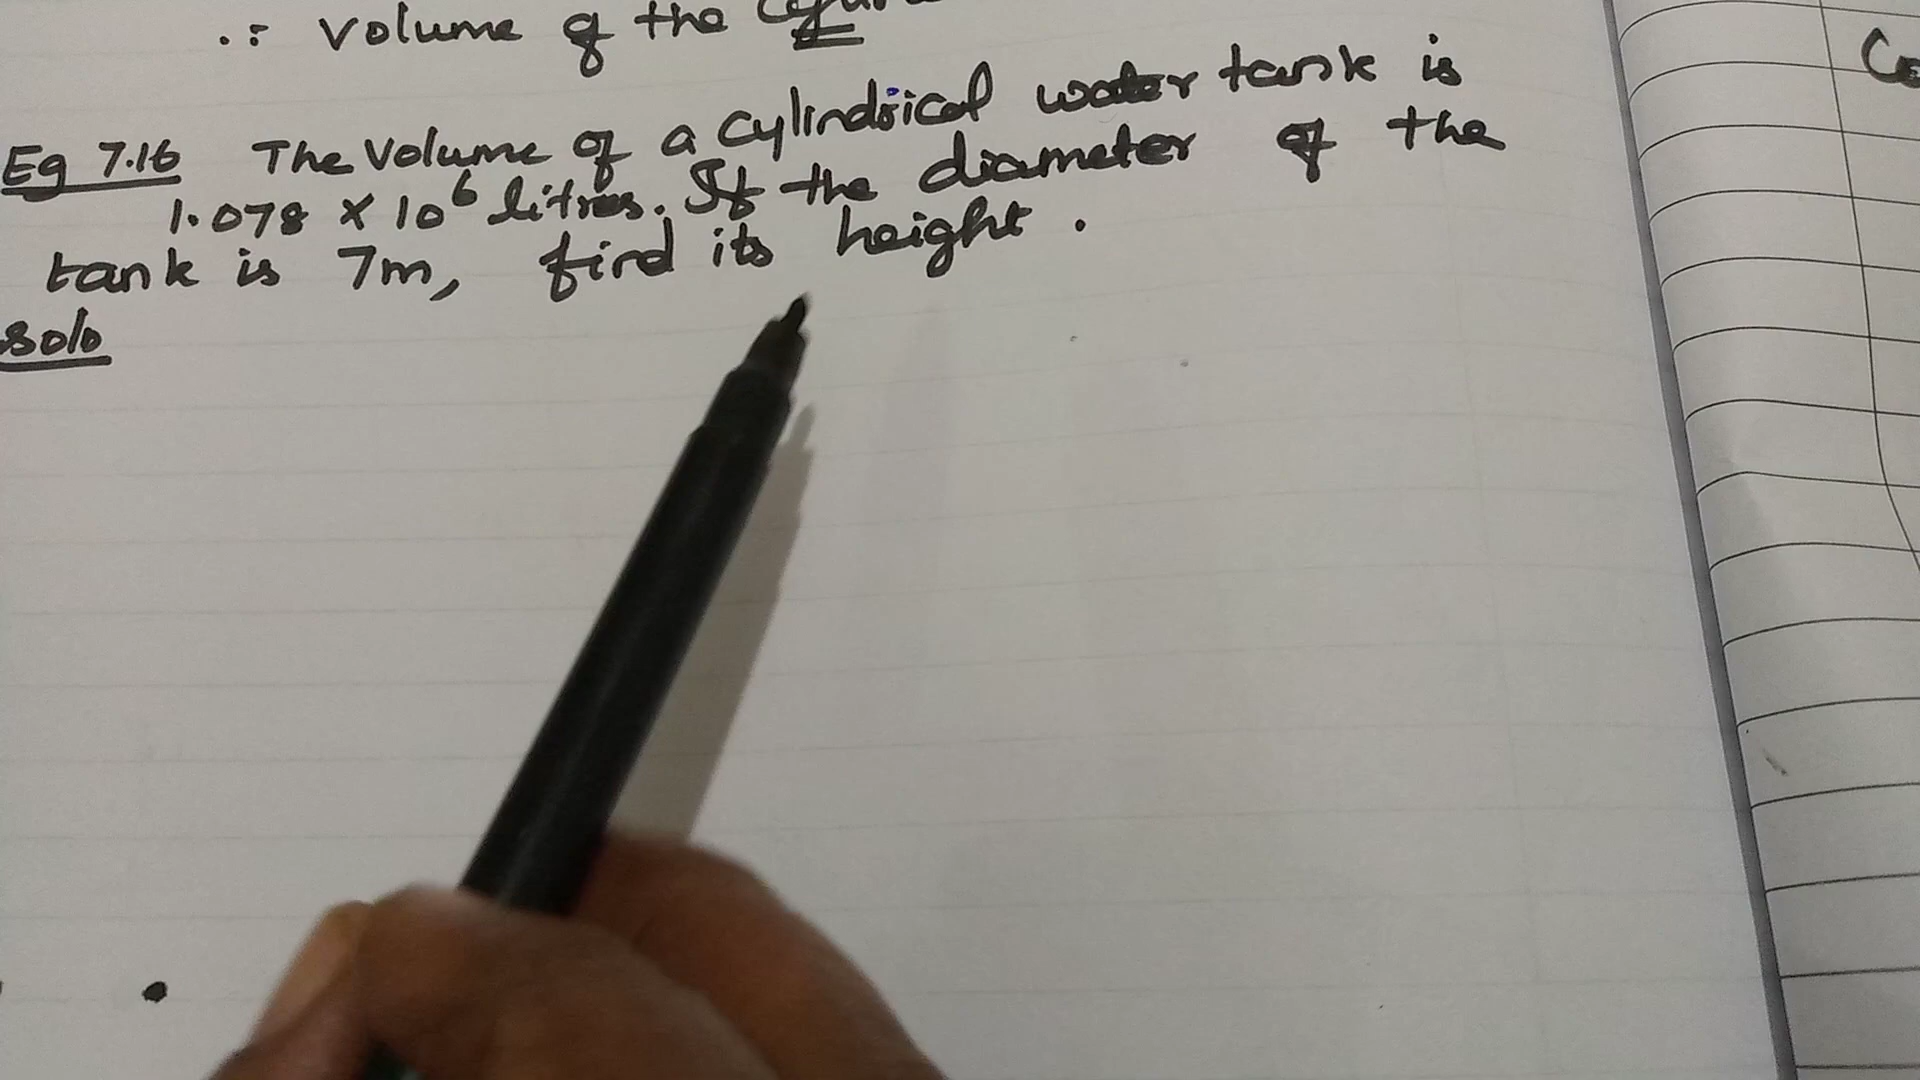 ∴ Volume of the
Eg 7.16 The Volume of a cylindrical water tank is
1.078 × 10⁶ litres. If the diameter of the
tank is 7m, find its height.
Soln